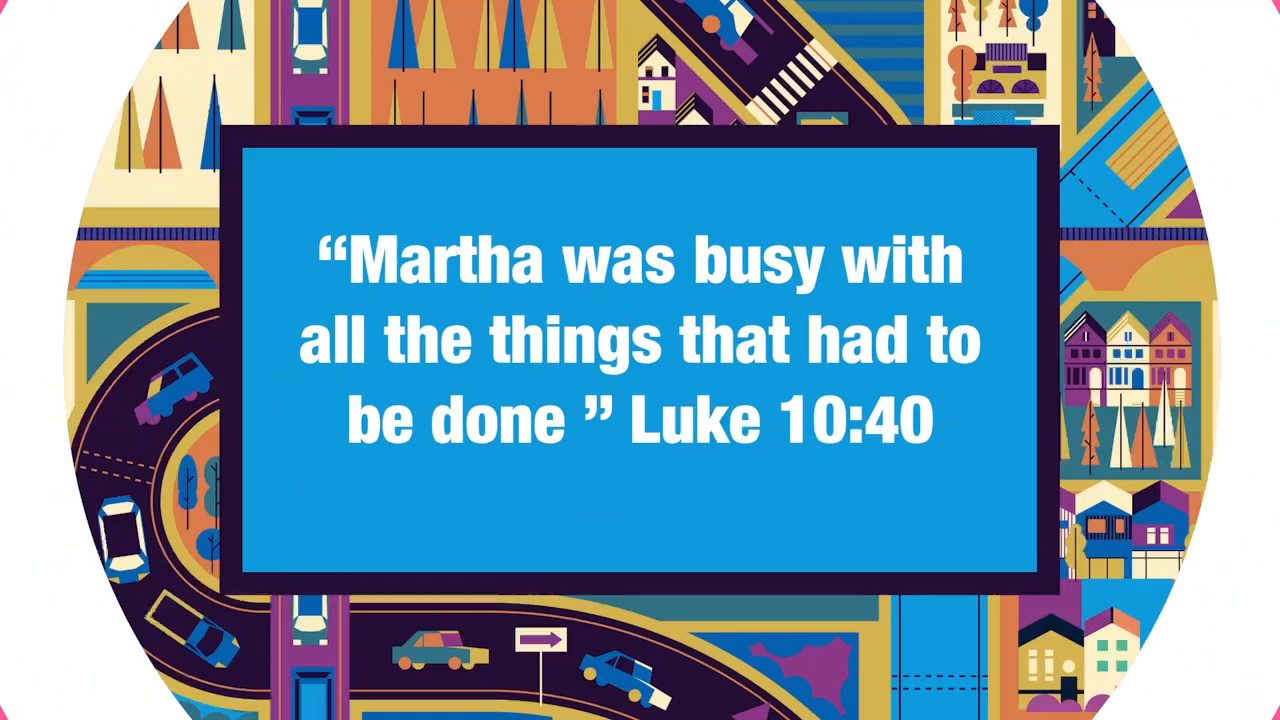 “Martha was busy with
all the things that had to
be done ” Luke 10:40